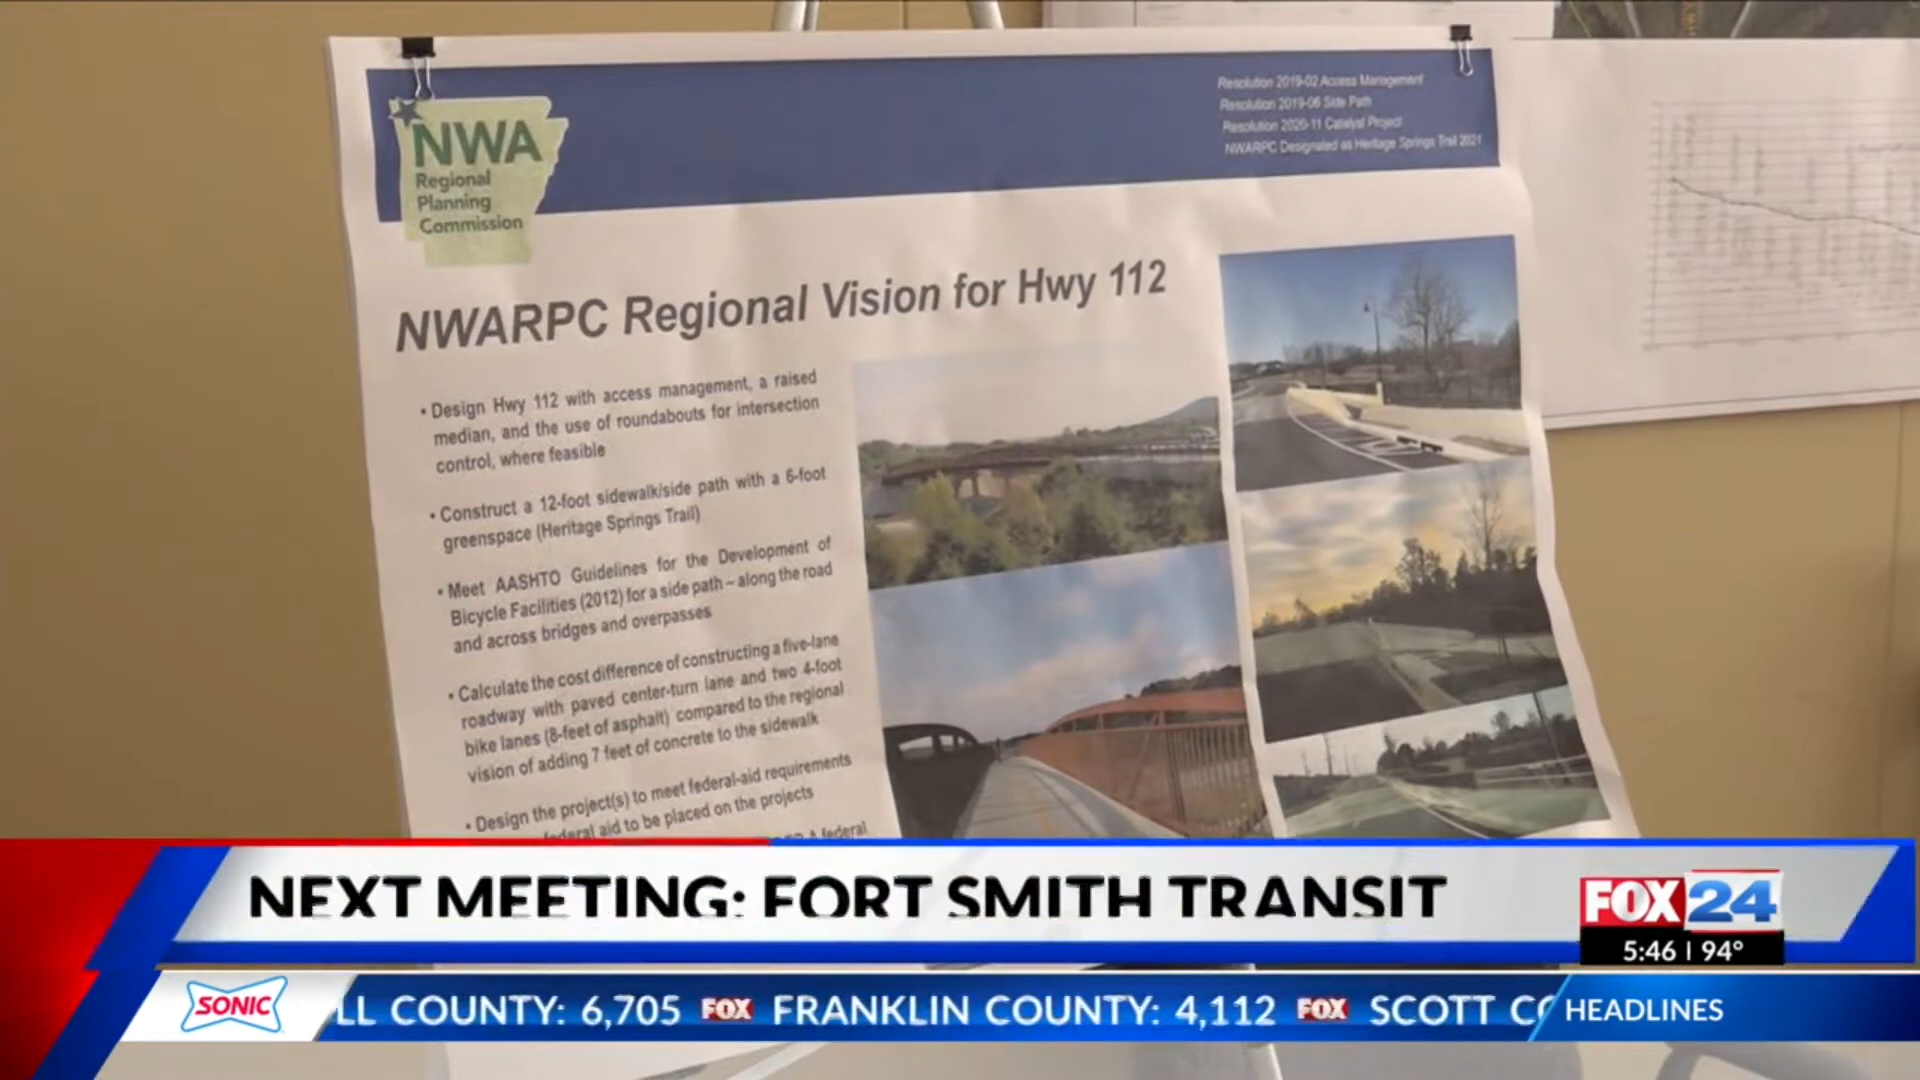 Resolution 2019-02 Access Management
Resolution 2019-06 Side Path
Resolution 2020-11 Catalyst Project
NWARPC Designated as Heritage Springs Trail 2021
NWA
Regional
Planning
Commission
NWARPC Regional Vision for Hwy 112
• Design Hwy 112 with access management, a raised
median, and the use of roundabouts for intersection
control, where feasible
• Construct a 12-foot sidewalk/side path with a 6-foot
greenspace (Heritage Springs Trail)
• Meet AASHTO Guidelines for the Development of
Bicycle Facilities (2012) for a side path – along the road
and across bridges and overpasses
• Calculate the cost difference of constructing a five-lane
roadway with paved center-turn lane and two 4-foot
bike lanes (8-feet of asphalt) compared to the regional
vision of adding 7 feet of concrete to the sidewalk
• Design the project(s) to meet federal-aid requirements
federal aid to be placed on the projects
A federal
NEXT MEETING: FORT SMITH TRANSIT
FOX 24
5:46 | 94°
SONIC
LL COUNTY: 6,705 FOX FRANKLIN COUNTY: 4,112 FOX SCOTT CO
HEADLINES